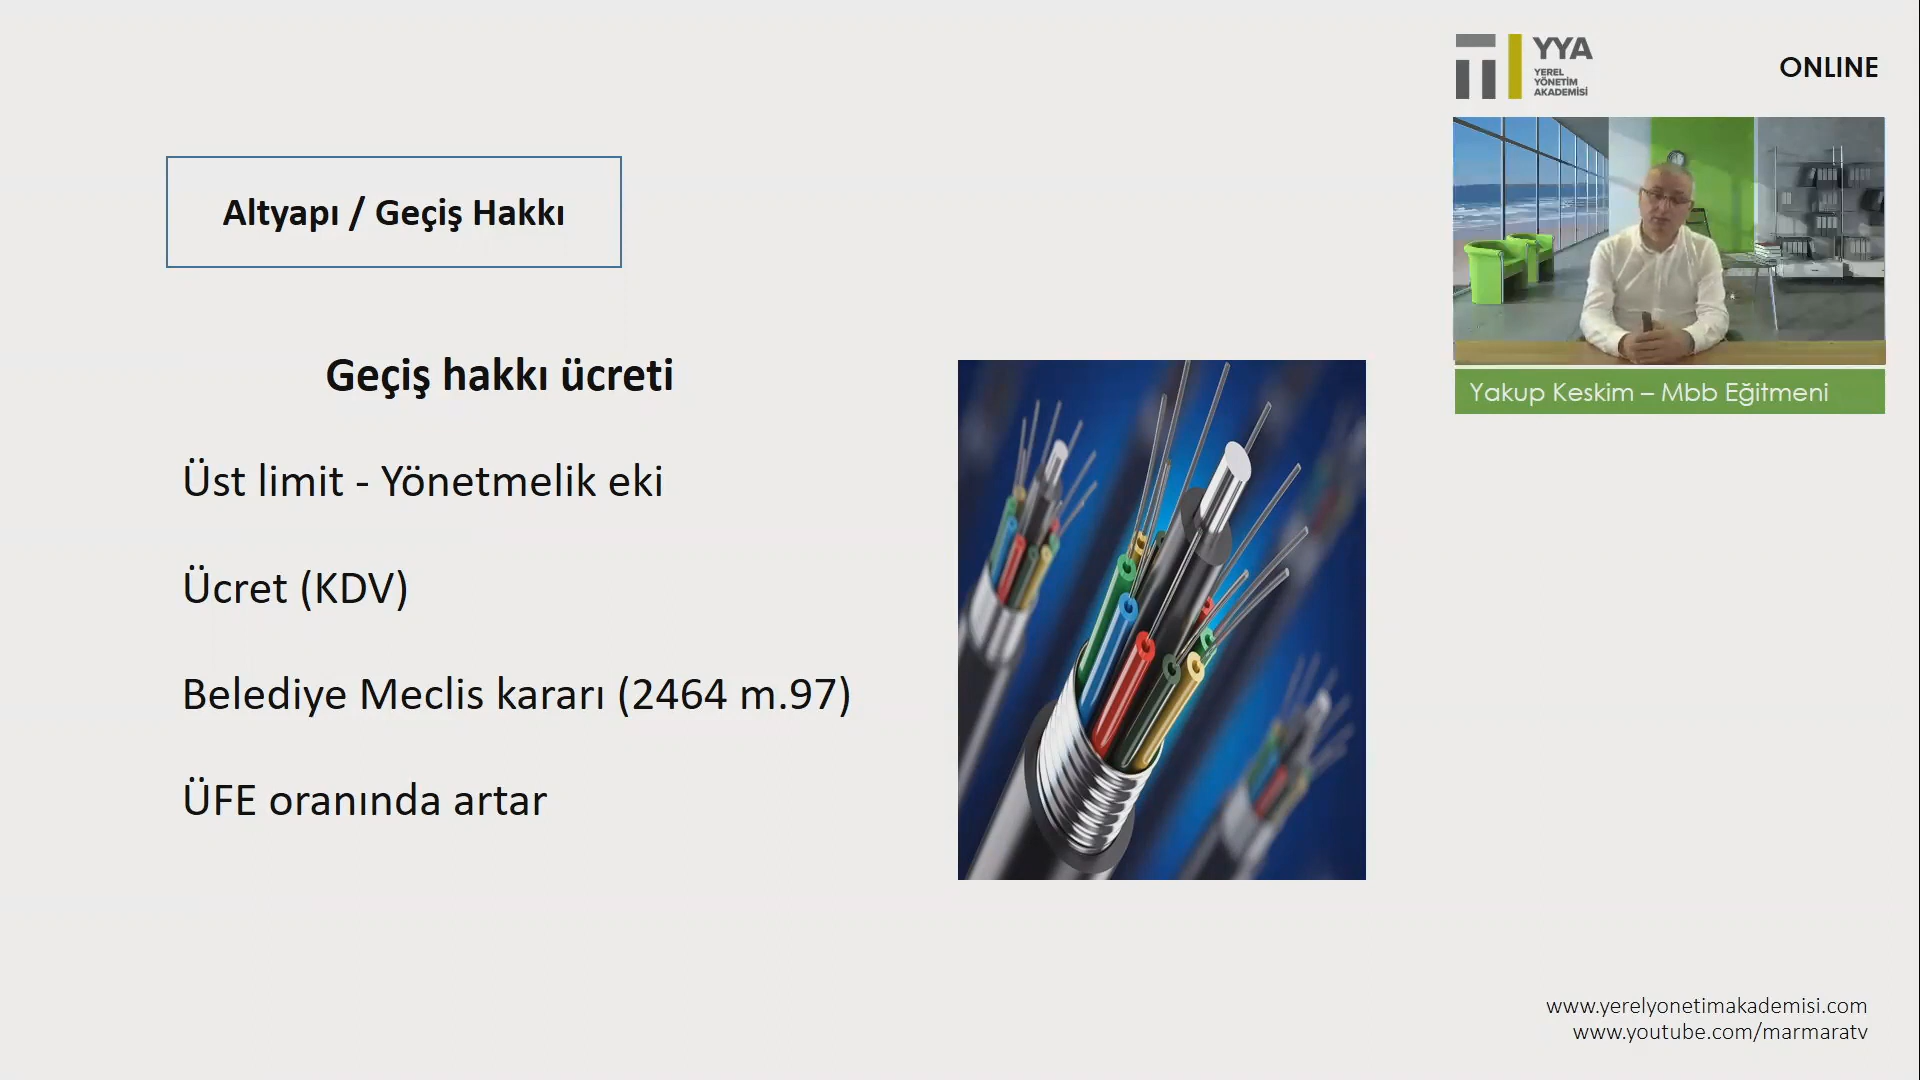 YYA
YEREL
YÖNETİM
AKADEMİSİ
ONLINE
Altyapı / Geçiş Hakkı
Geçiş hakkı ücreti
Üst limit - Yönetmelik eki
Ücret (KDV)
Belediye Meclis kararı (2464 m.97)
ÜFE oranında artar
Yakup Keskim – Mbb Eğitmeni
www.yerelyonetimakademisi.com
www.youtube.com/marmaratv